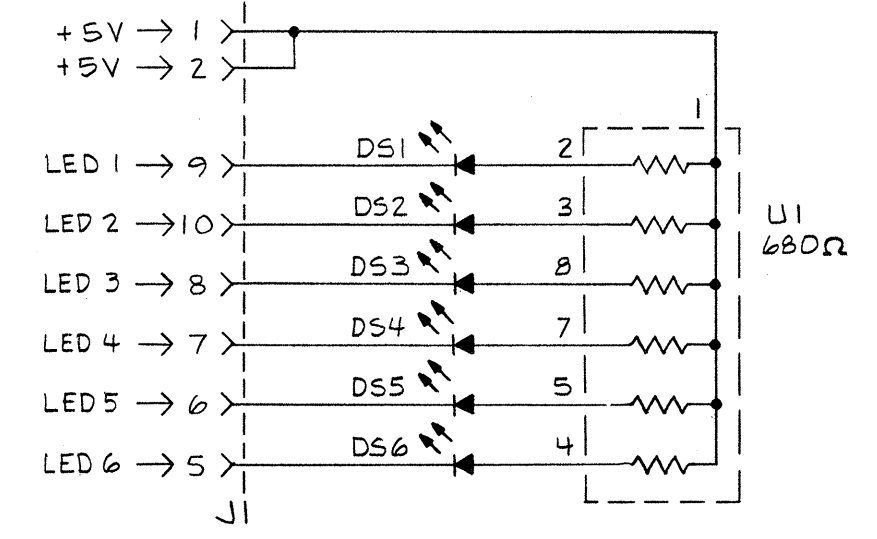 +5V → 1
+5V → 2
1
LED 1 → 9 DS1 2
LED 2 → 10 DS2 3
U1
680Ω
LED 3 → 8 DS3 8
LED 4 → 7 DS4 7
LED 5 → 6 DS5 5
LED 6 → 5 DS6 4
J1